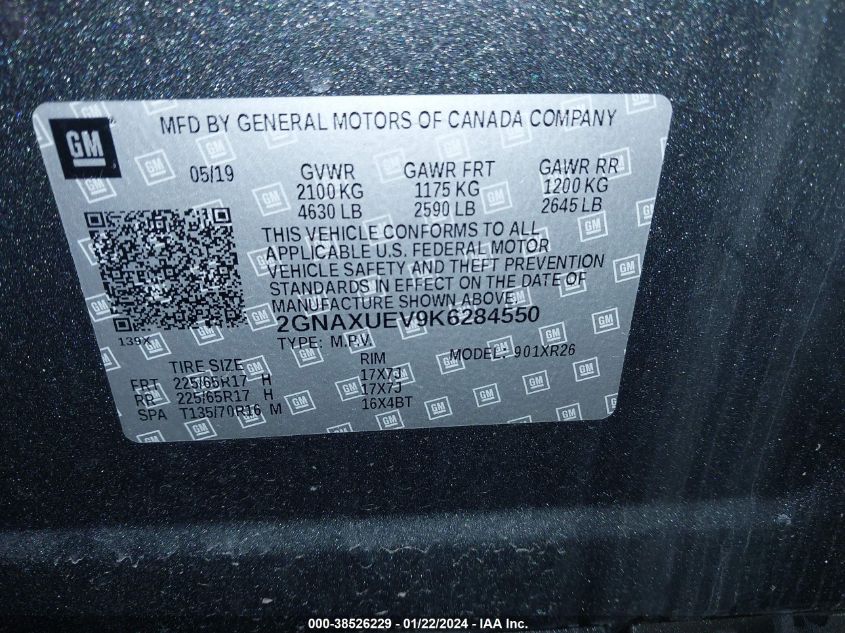 GM
MFD BY GENERAL MOTORS OF CANADA COMPANY
05/19 GVWR GAWR FRT GAWR RR
2100 KG 1175 KG 1200 KG
4630 LB 2590 LB 2645 LB
THIS VEHICLE CONFORMS TO ALL
APPLICABLE U.S. FEDERAL MOTOR
VEHICLE SAFETY AND THEFT PREVENTION
STANDARDS IN EFFECT ON THE DATE OF
MANUFACTURE SHOWN ABOVE.
2GNAXUEV9K6284550
139X
TYPE: M.P.V. MODEL: 901XR26
TIRE SIZE RIM
FRT 225/65R17 H 17X7J
RR 225/65R17 H 17X7J
SPA T135/70R16 M 16X4BT
000-38526229 - 01/22/2024 - IAA Inc.